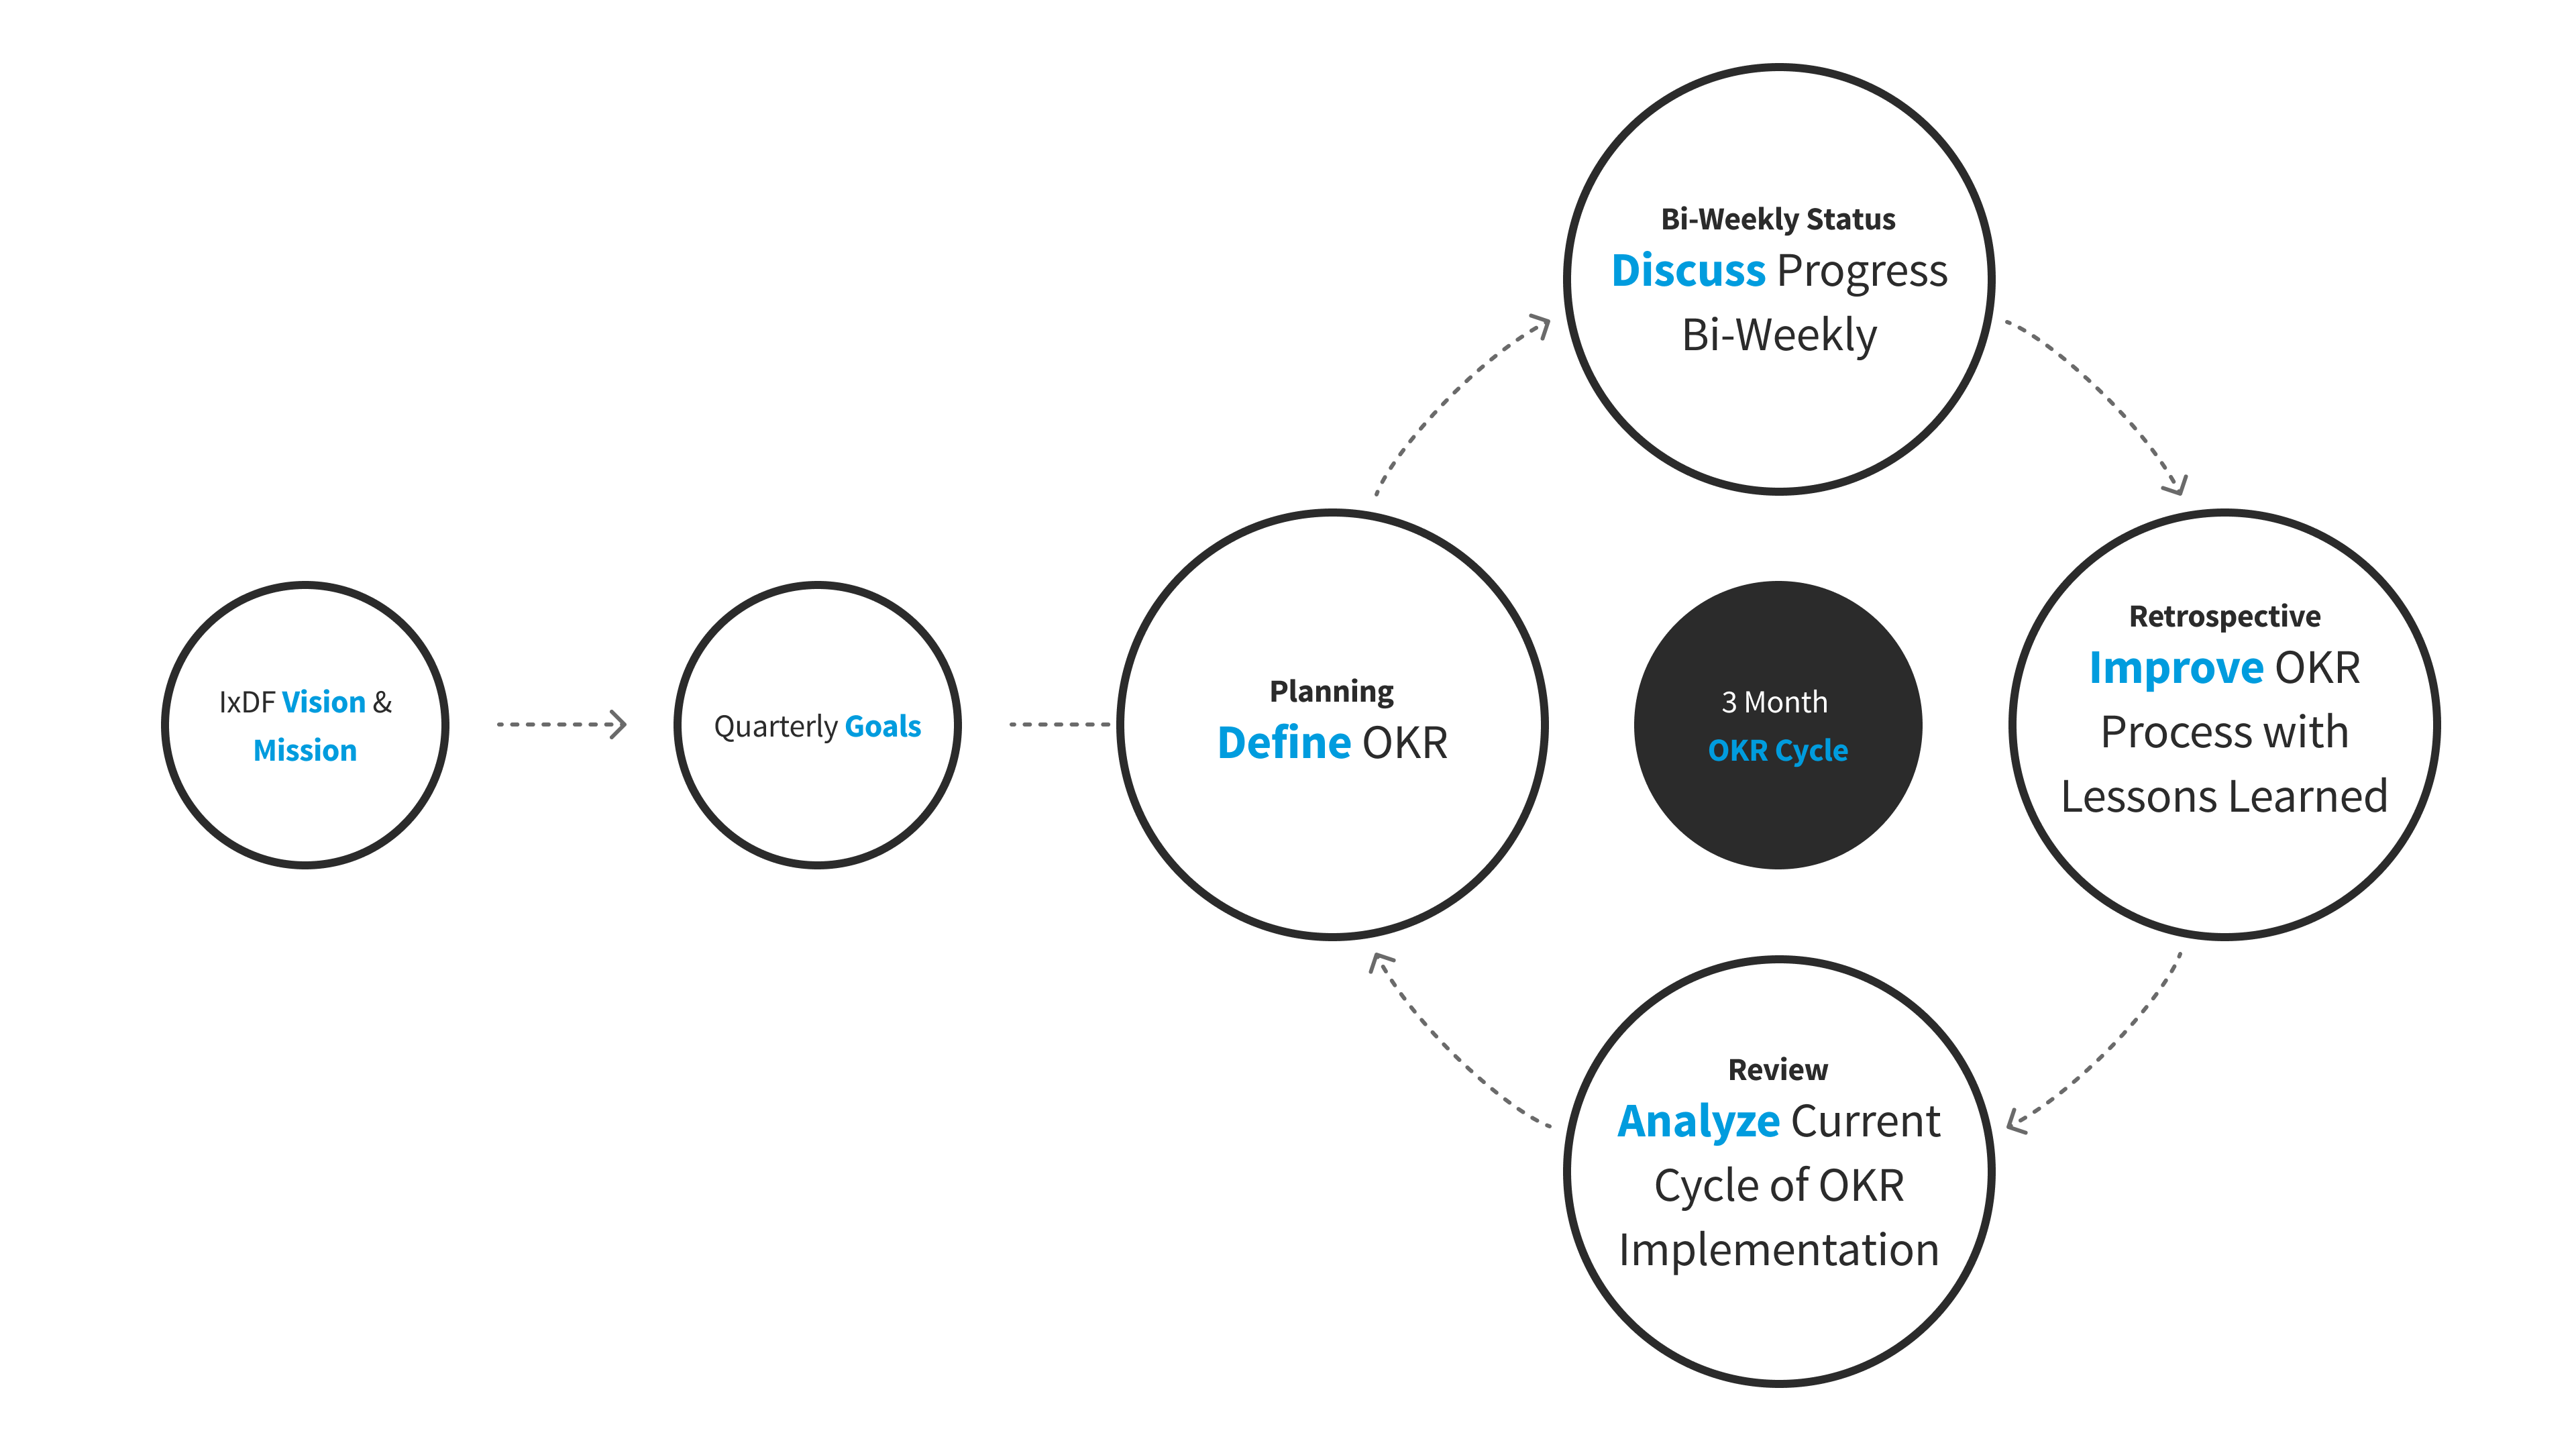 IxDF Vision &
Mission
Quarterly Goals
Planning
Define OKR
Bi-Weekly Status
Discuss Progress
Bi-Weekly
3 Month
OKR Cycle
Retrospective
Improve OKR
Process with
Lessons Learned
Review
Analyze Current
Cycle of OKR
Implementation